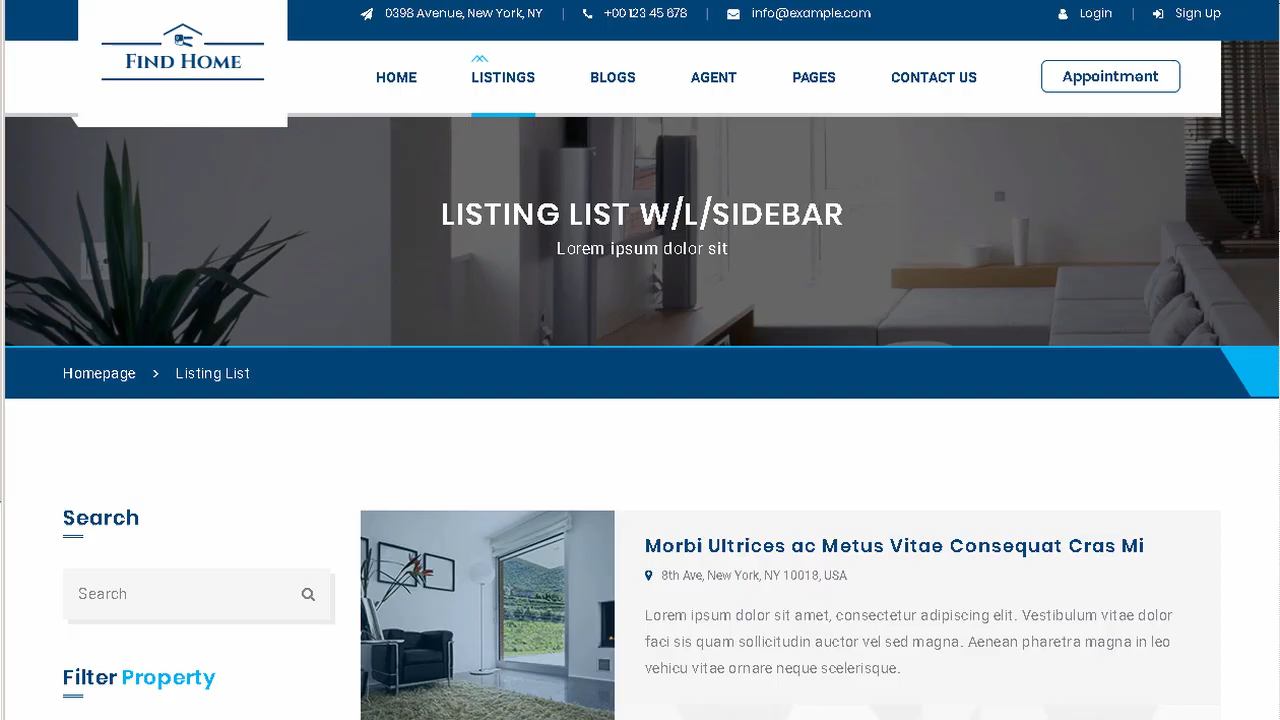 0398 Avenue, New York, NY
+00 123 45 678
info@example.com
Login
Sign Up
FIND HOME
HOME
LISTINGS
BLOGS
AGENT
PAGES
CONTACT US
Appointment
LISTING LIST W/L/SIDEBAR
Lorem ipsum dolor sit
Homepage > Listing List
Search
Search
Filter Property
Morbi Ultrices ac Metus Vitae Consequat Cras Mi
8th Ave, New York, NY 10018, USA
Lorem ipsum dolor sit amet, consectetur adipiscing elit. Vestibulum vitae dolor
faci sis quam sollicitudin auctor vel sed magna. Aenean pharetra magna in leo
vehicu vitae ornare neque scelerisque.